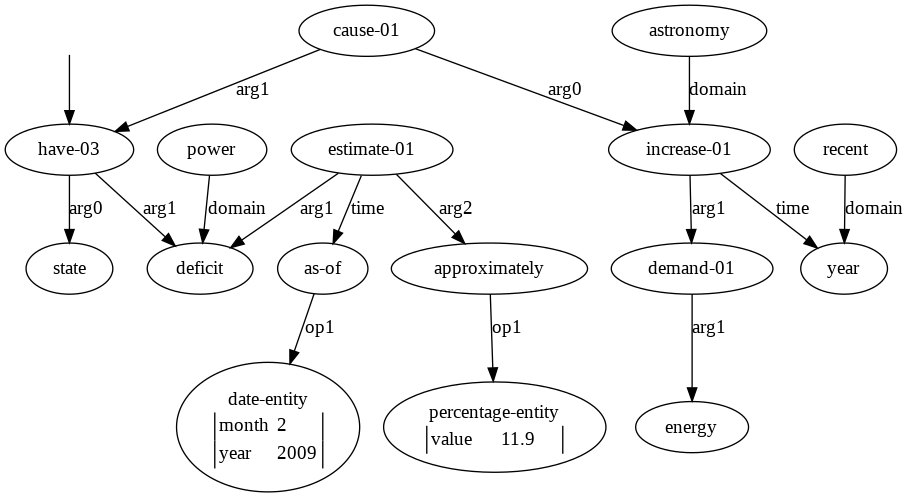 cause-01
astronomy
arg1
arg0
domain
have-03
power
estimate-01
increase-01
recent
arg0
arg1
domain
arg1
time
arg2
arg1
time
domain
state
deficit
as-of
approximately
demand-01
year
op1
op1
arg1
date-entity
month 2
year 2009
percentage-entity
value 11.9
energy